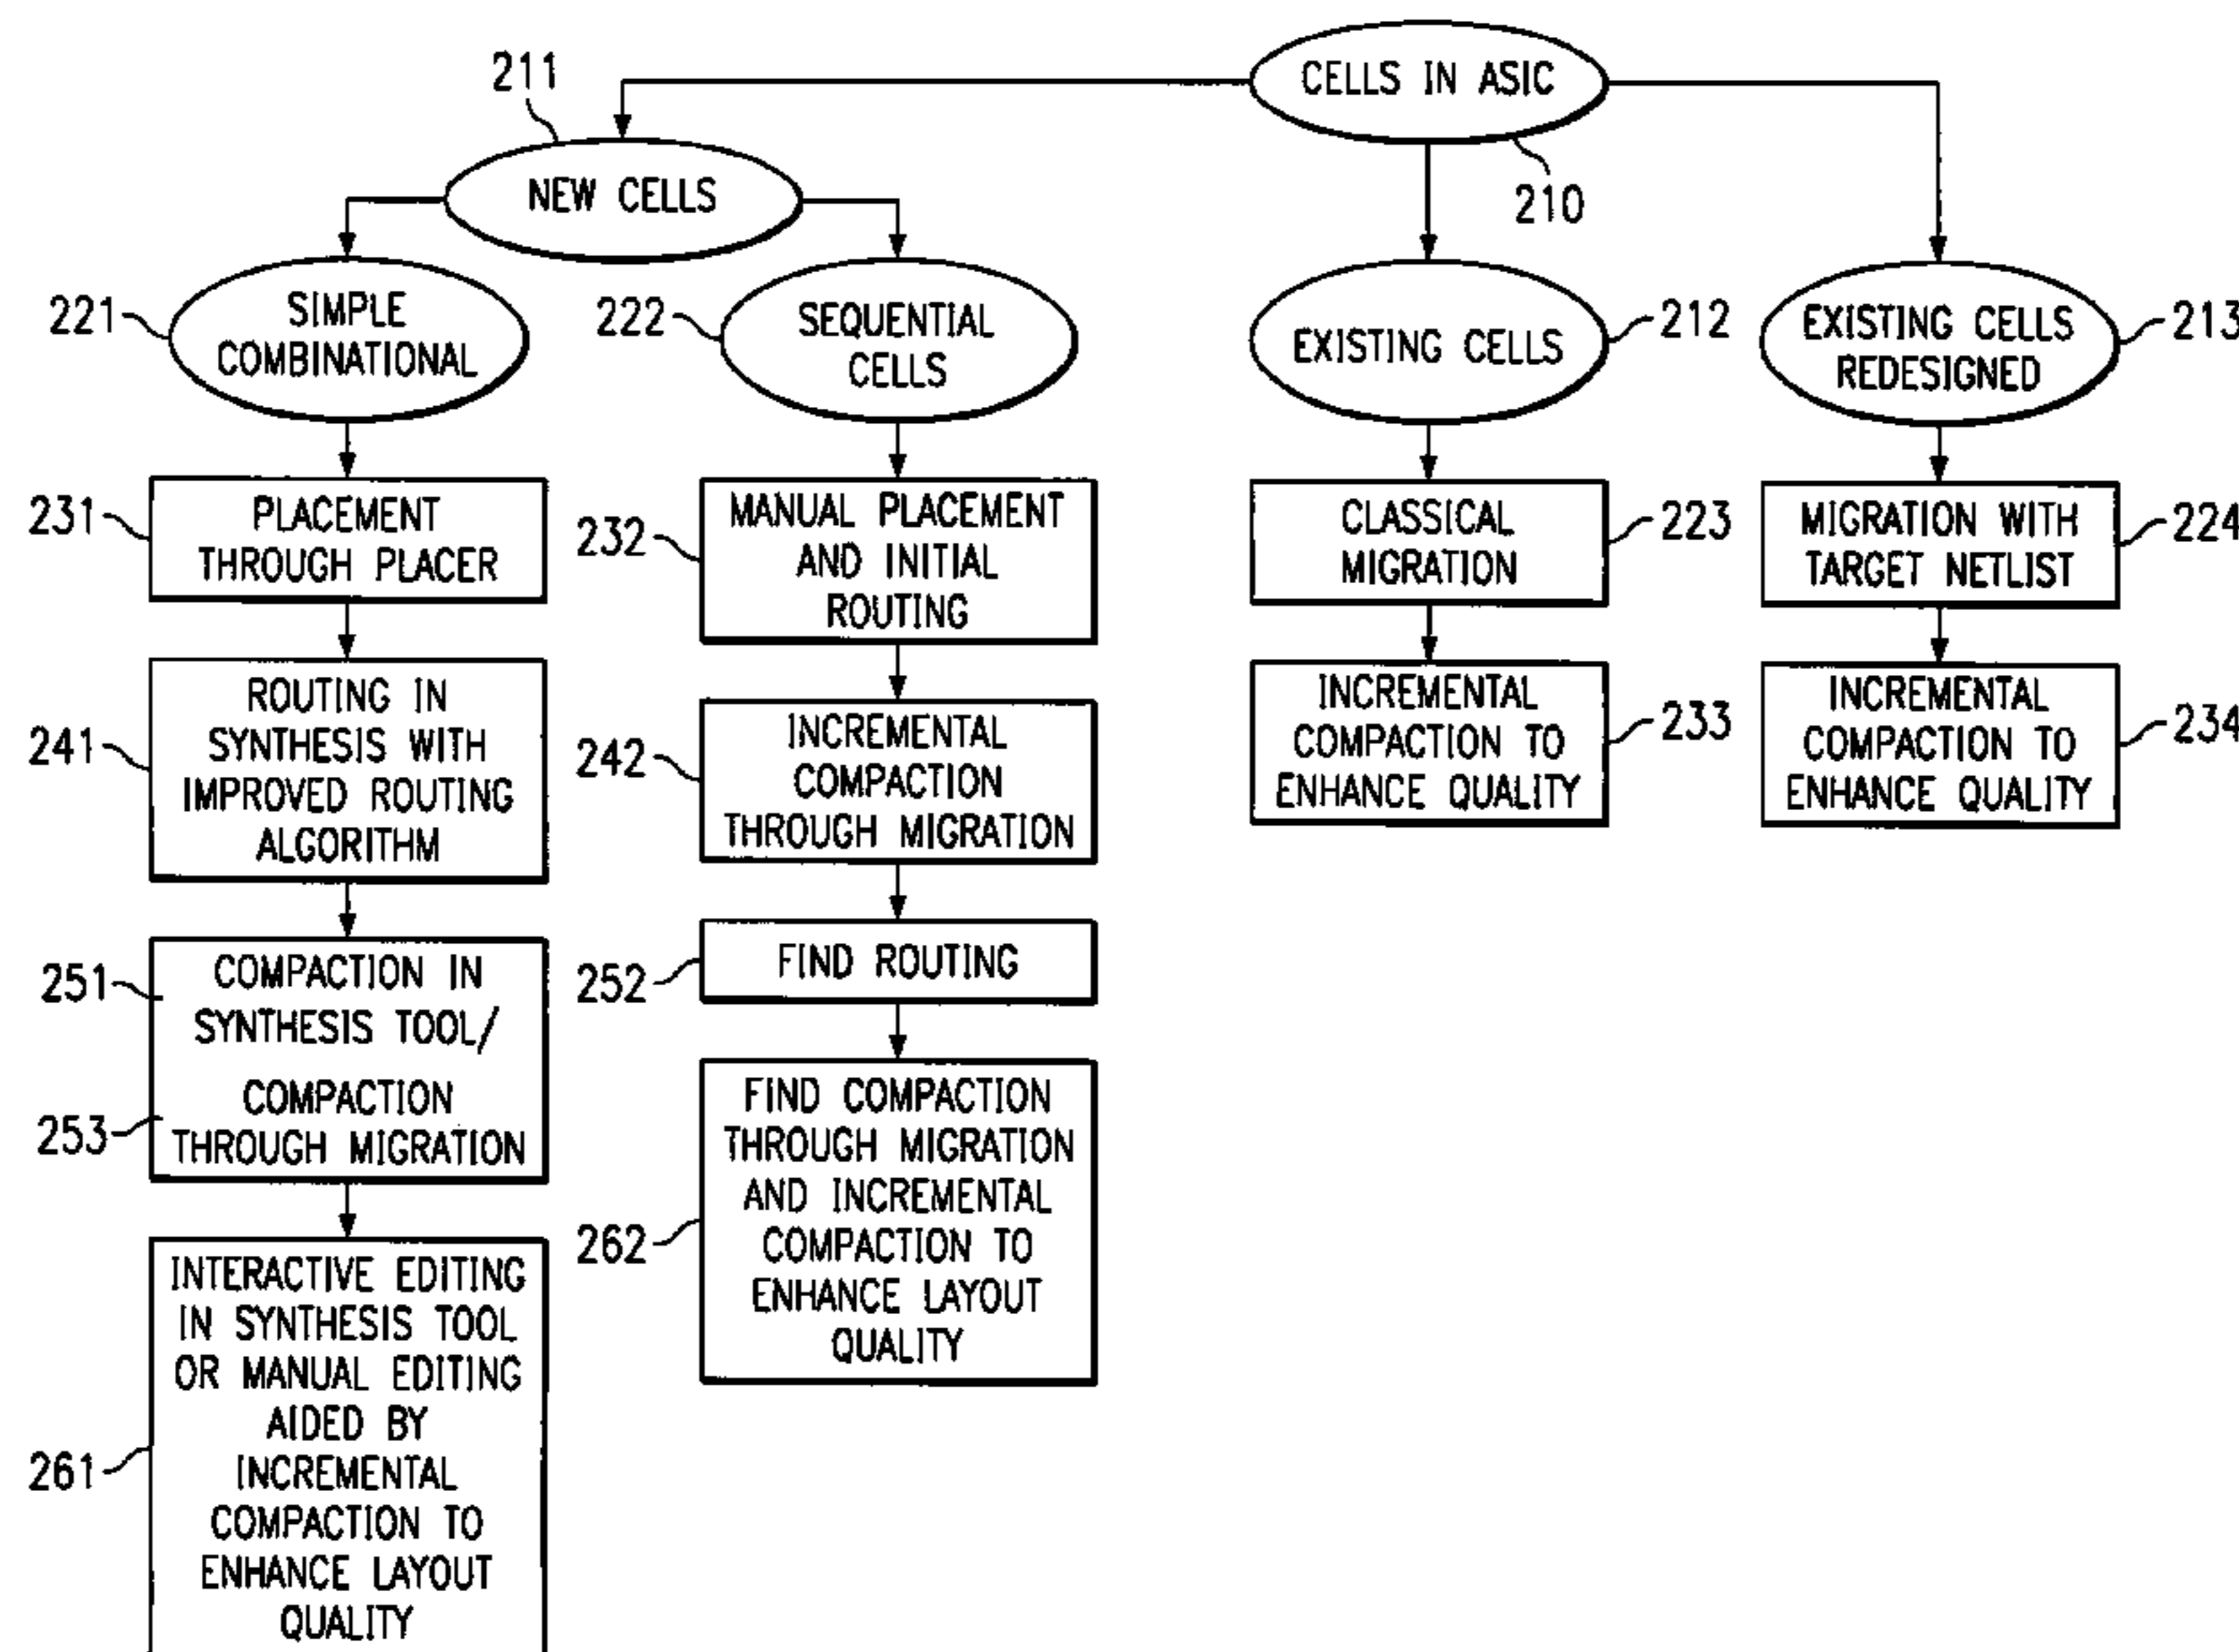 CELLS IN ASIC
210
211
NEW CELLS
221
SIMPLE
COMBINATIONAL
222
SEQUENTIAL
CELLS
EXISTING CELLS
212
EXISTING CELLS
REDESIGNED
213
231
PLACEMENT
THROUGH PLACER
241
ROUTING IN
SYNTHESIS WITH
IMPROVED ROUTING
ALGORITHM
251
COMPACTION IN
SYNTHESIS TOOL/
253
COMPACTION
THROUGH MIGRATION
261
INTERACTIVE EDITING
IN SYNTHESIS TOOL
OR MANUAL EDITING
AIDED BY
INCREMENTAL
COMPACTION TO
ENHANCE LAYOUT
QUALITY
232
MANUAL PLACEMENT
AND INITIAL
ROUTING
242
INCREMENTAL
COMPACTION
THROUGH MIGRATION
252
FIND ROUTING
262
FIND COMPACTION
THROUGH MIGRATION
AND INCREMENTAL
COMPACTION TO
ENHANCE LAYOUT
QUALITY
CLASSICAL
MIGRATION
223
INCREMENTAL
COMPACTION TO
ENHANCE QUALITY
233
MIGRATION WITH
TARGET NETLIST
224
INCREMENTAL
COMPACTION TO
ENHANCE QUALITY
234